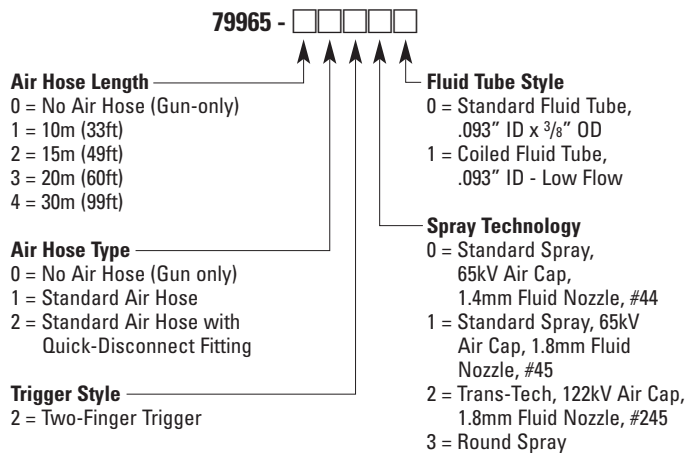 79965 -
Air Hose Length
0 = No Air Hose (Gun-only)
1 = 10m (33ft)
2 = 15m (49ft)
3 = 20m (60ft)
4 = 30m (99ft)
Air Hose Type
0 = No Air Hose (Gun only)
1 = Standard Air Hose
2 = Standard Air Hose with
Quick-Disconnect Fitting
Trigger Style
2 = Two-Finger Trigger
Fluid Tube Style
0 = Standard Fluid Tube,
.093” ID x 3/8” OD
1 = Coiled Fluid Tube,
.093” ID - Low Flow
Spray Technology
0 = Standard Spray,
65kV Air Cap,
1.4mm Fluid Nozzle, #44
1 = Standard Spray, 65kV
Air Cap, 1.8mm Fluid
Nozzle, #45
2 = Trans-Tech, 122kV Air Cap,
1.8mm Fluid Nozzle, #245
3 = Round Spray